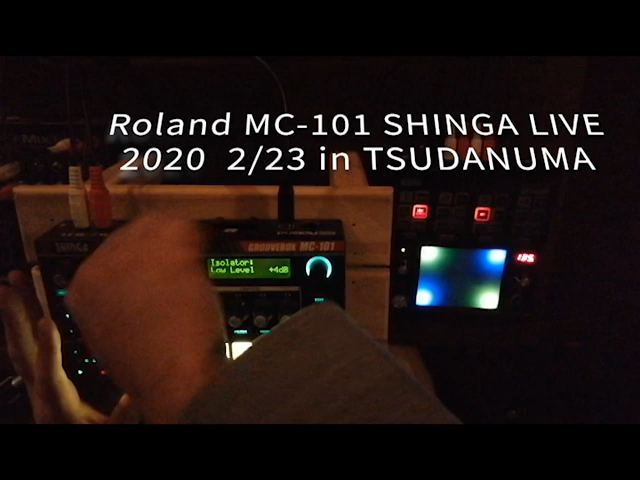 Roland MC-101 SHINGA LIVE
2020 2/23 in TSUDANUMA
GROOVEBOX MC-101
Isolator:
Low Level +4dB